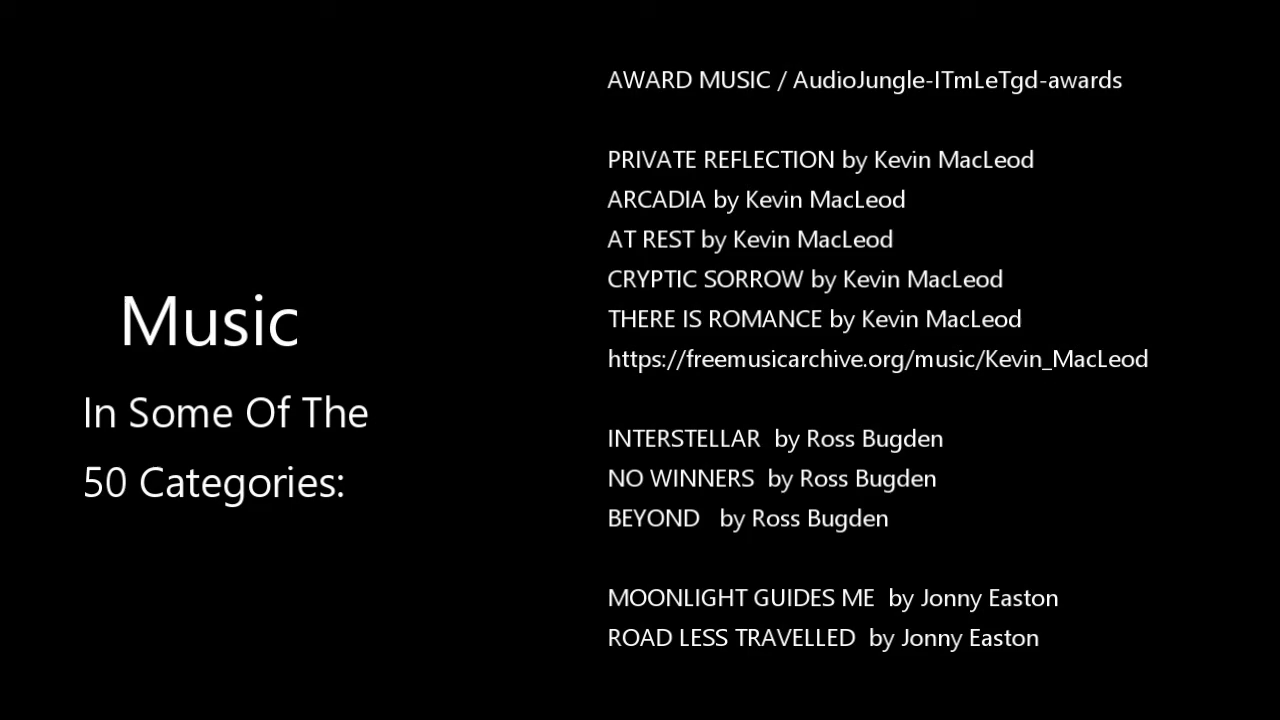 Music
In Some Of The
50 Categories:
AWARD MUSIC / AudioJungle-ITmLeTgd-awards
PRIVATE REFLECTION by Kevin MacLeod
ARCADIA by Kevin MacLeod
AT REST by Kevin MacLeod
CRYPTIC SORROW by Kevin MacLeod
THERE IS ROMANCE by Kevin MacLeod
https://freemusicarchive.org/music/Kevin_MacLeod
INTERSTELLAR  by Ross Bugden
NO WINNERS  by Ross Bugden
BEYOND   by Ross Bugden
MOONLIGHT GUIDES ME  by Jonny Easton
ROAD LESS TRAVELLED  by Jonny Easton